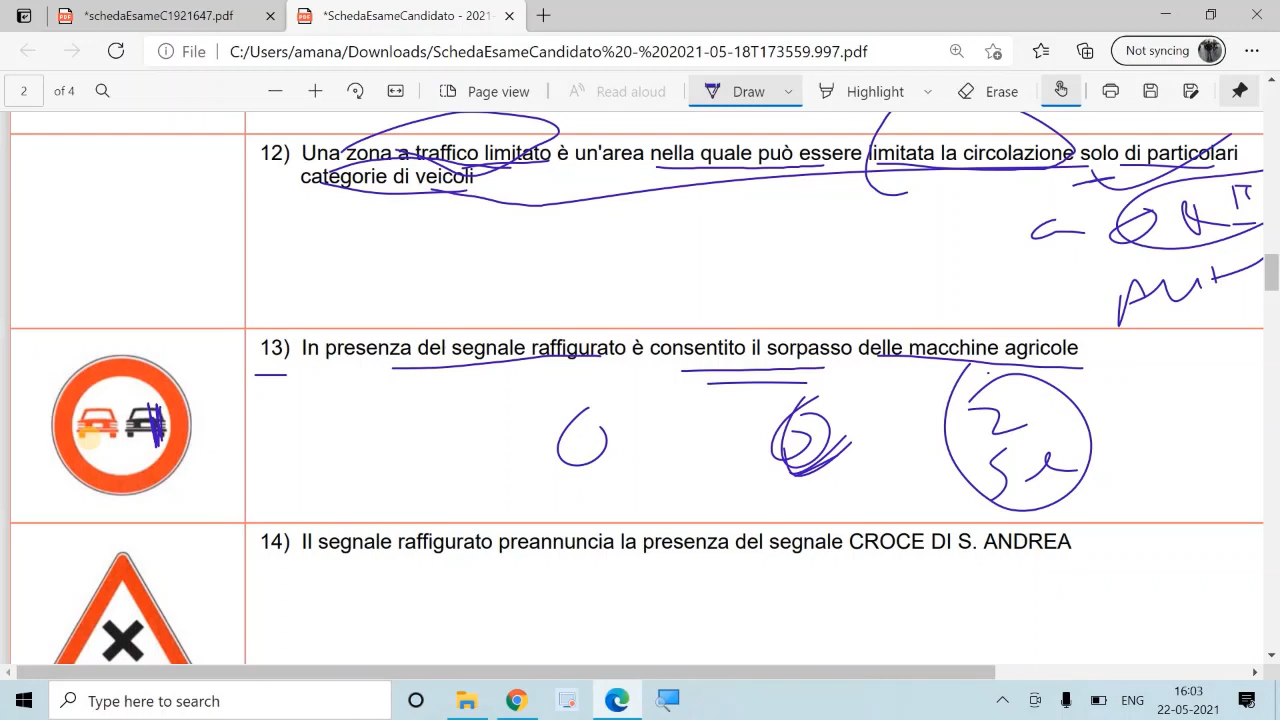 *schedaEsameC1921647.pdf
*SchedaEsameCandidato - 2021-
File C:/Users/amana/Downloads/SchedaEsameCandidato%20-%202021-05-18T173559.997.pdf Not syncing
2 of 4 Page view Read aloud Draw Highlight Erase
12) Una zona a traffico limitato è un'area nella quale può essere limitata la circolazione solo di particolari
categorie di veicoli
13) In presenza del segnale raffigurato è consentito il sorpasso delle macchine agricole
14) Il segnale raffigurato preannuncia la presenza del segnale CROCE DI S. ANDREA
Type here to search
ENG
16:03
22-05-2021